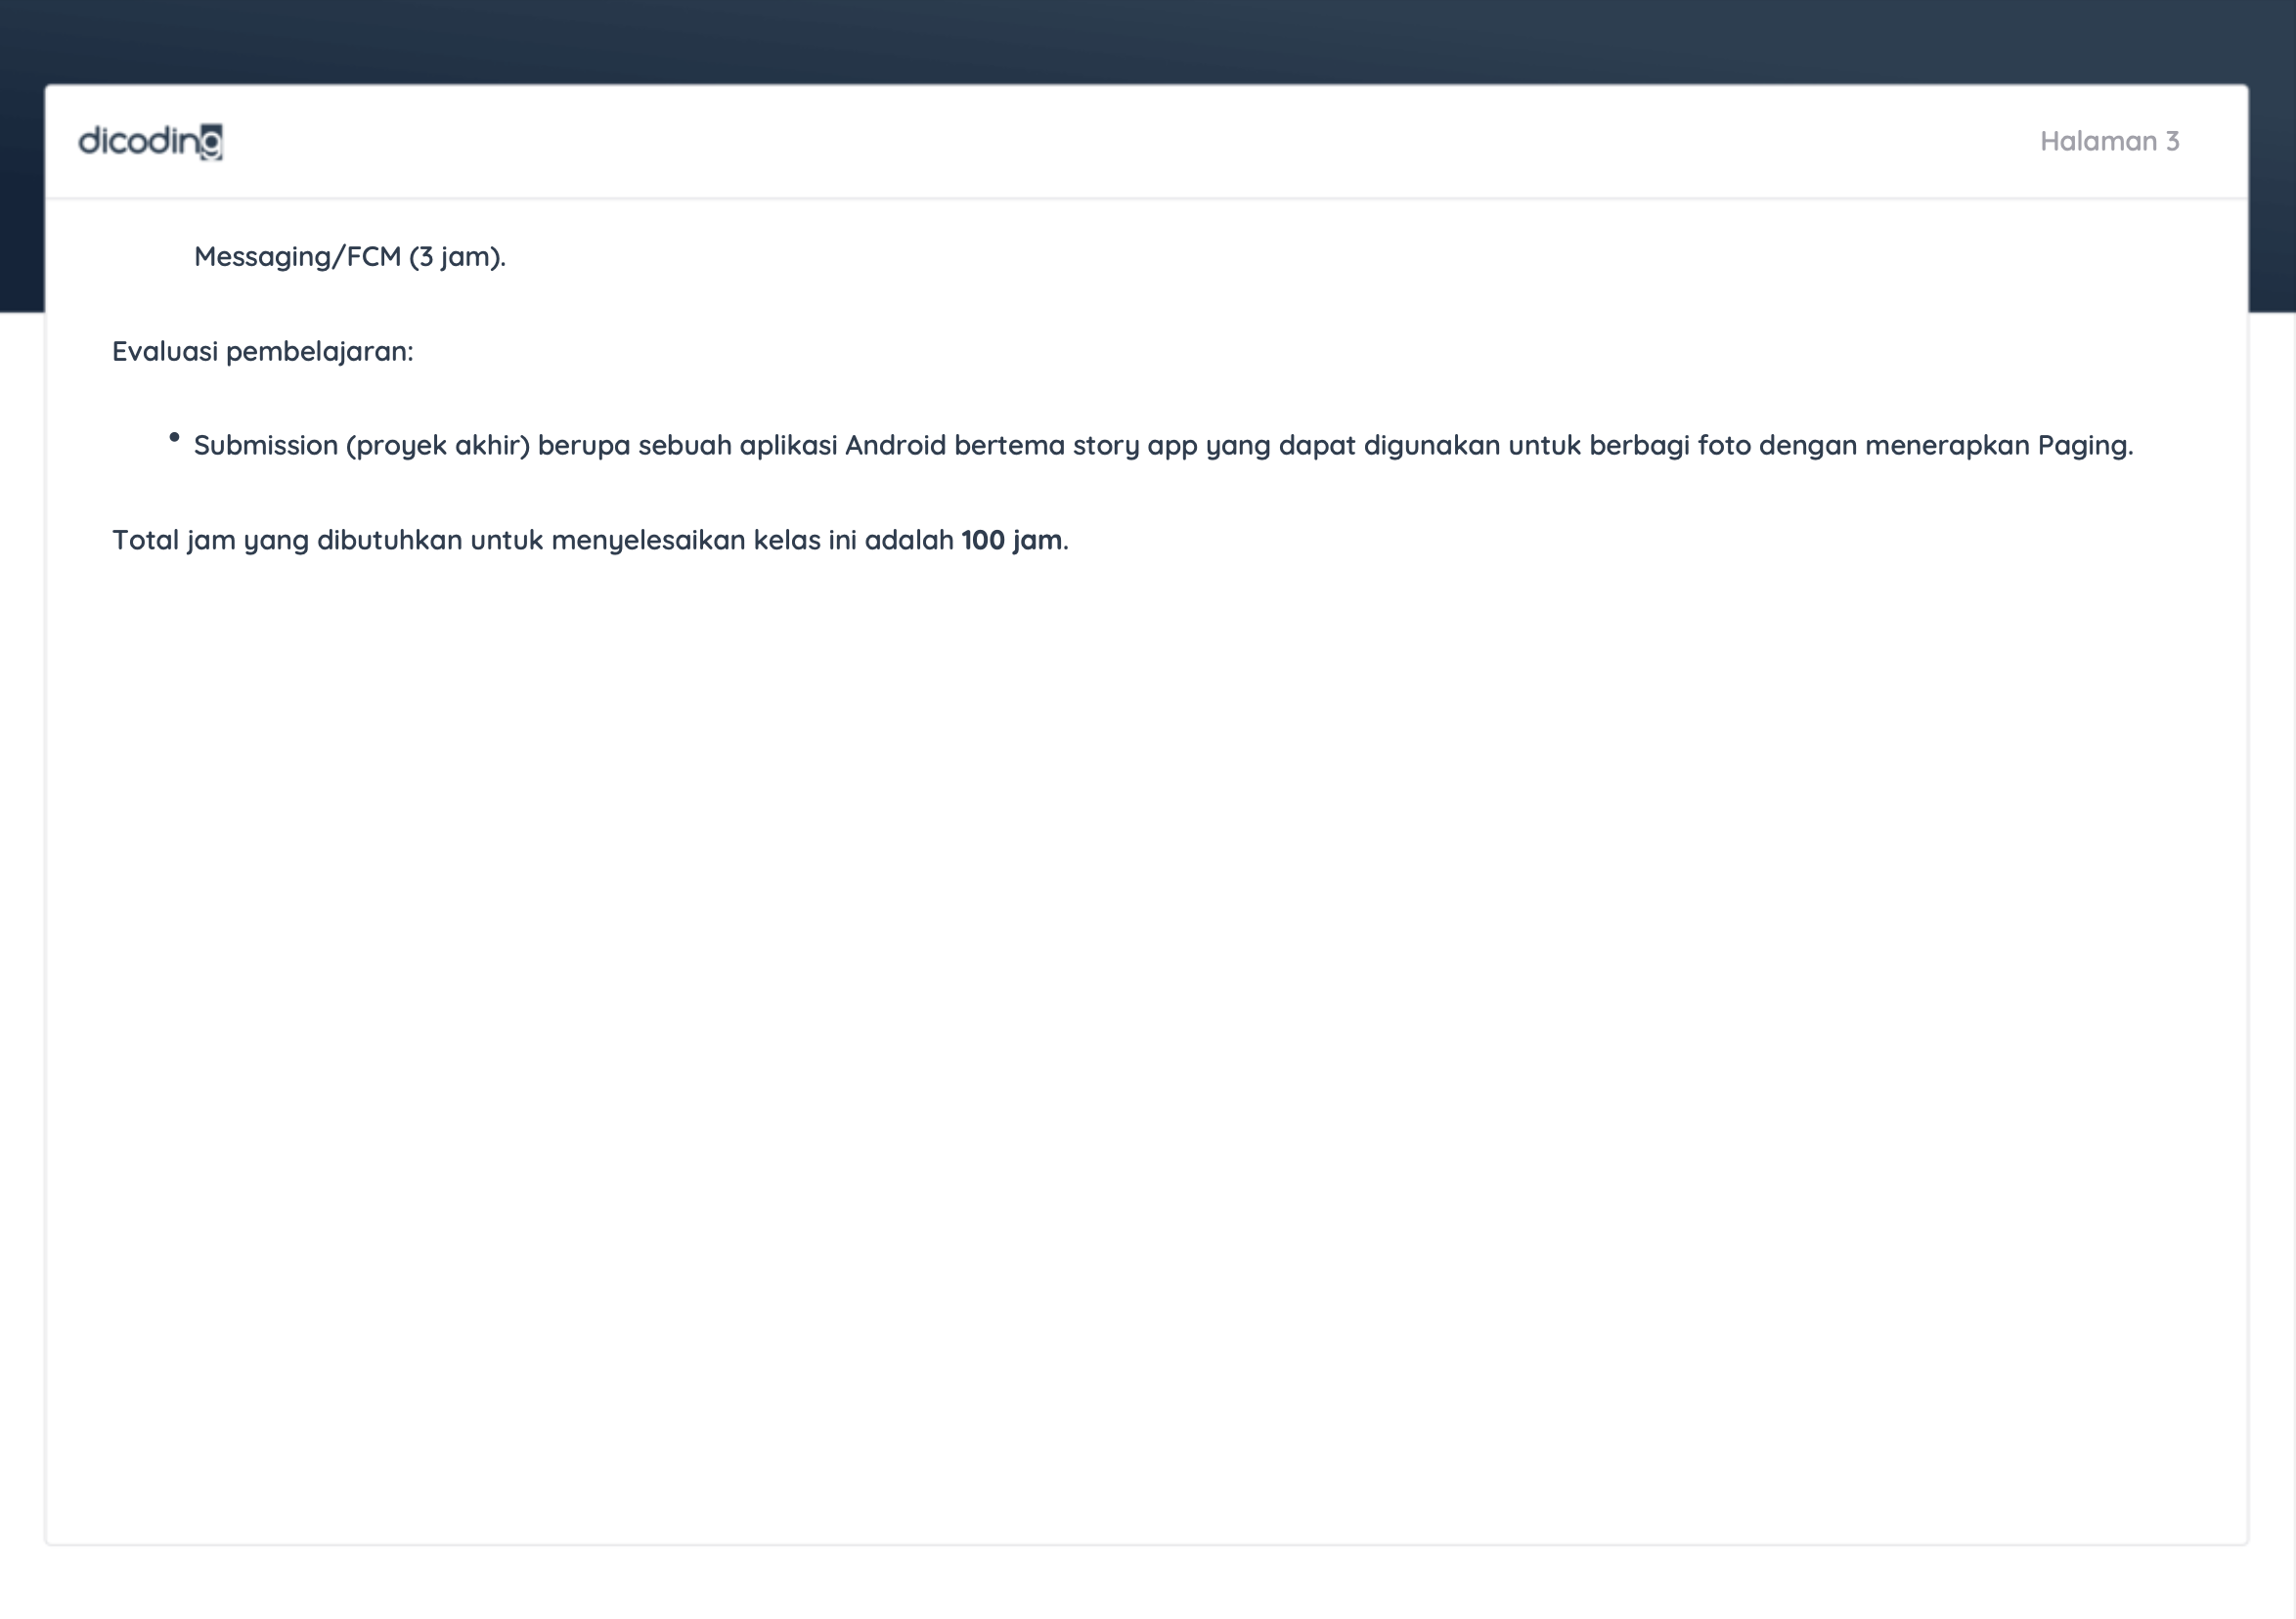 dicoding
Halaman 3
Messaging/FCM (3 jam).
Evaluasi pembelajaran:
• Submission (proyek akhir) berupa sebuah aplikasi Android bertema story app yang dapat digunakan untuk berbagi foto dengan menerapkan Paging.
Total jam yang dibutuhkan untuk menyelesaikan kelas ini adalah 100 jam.